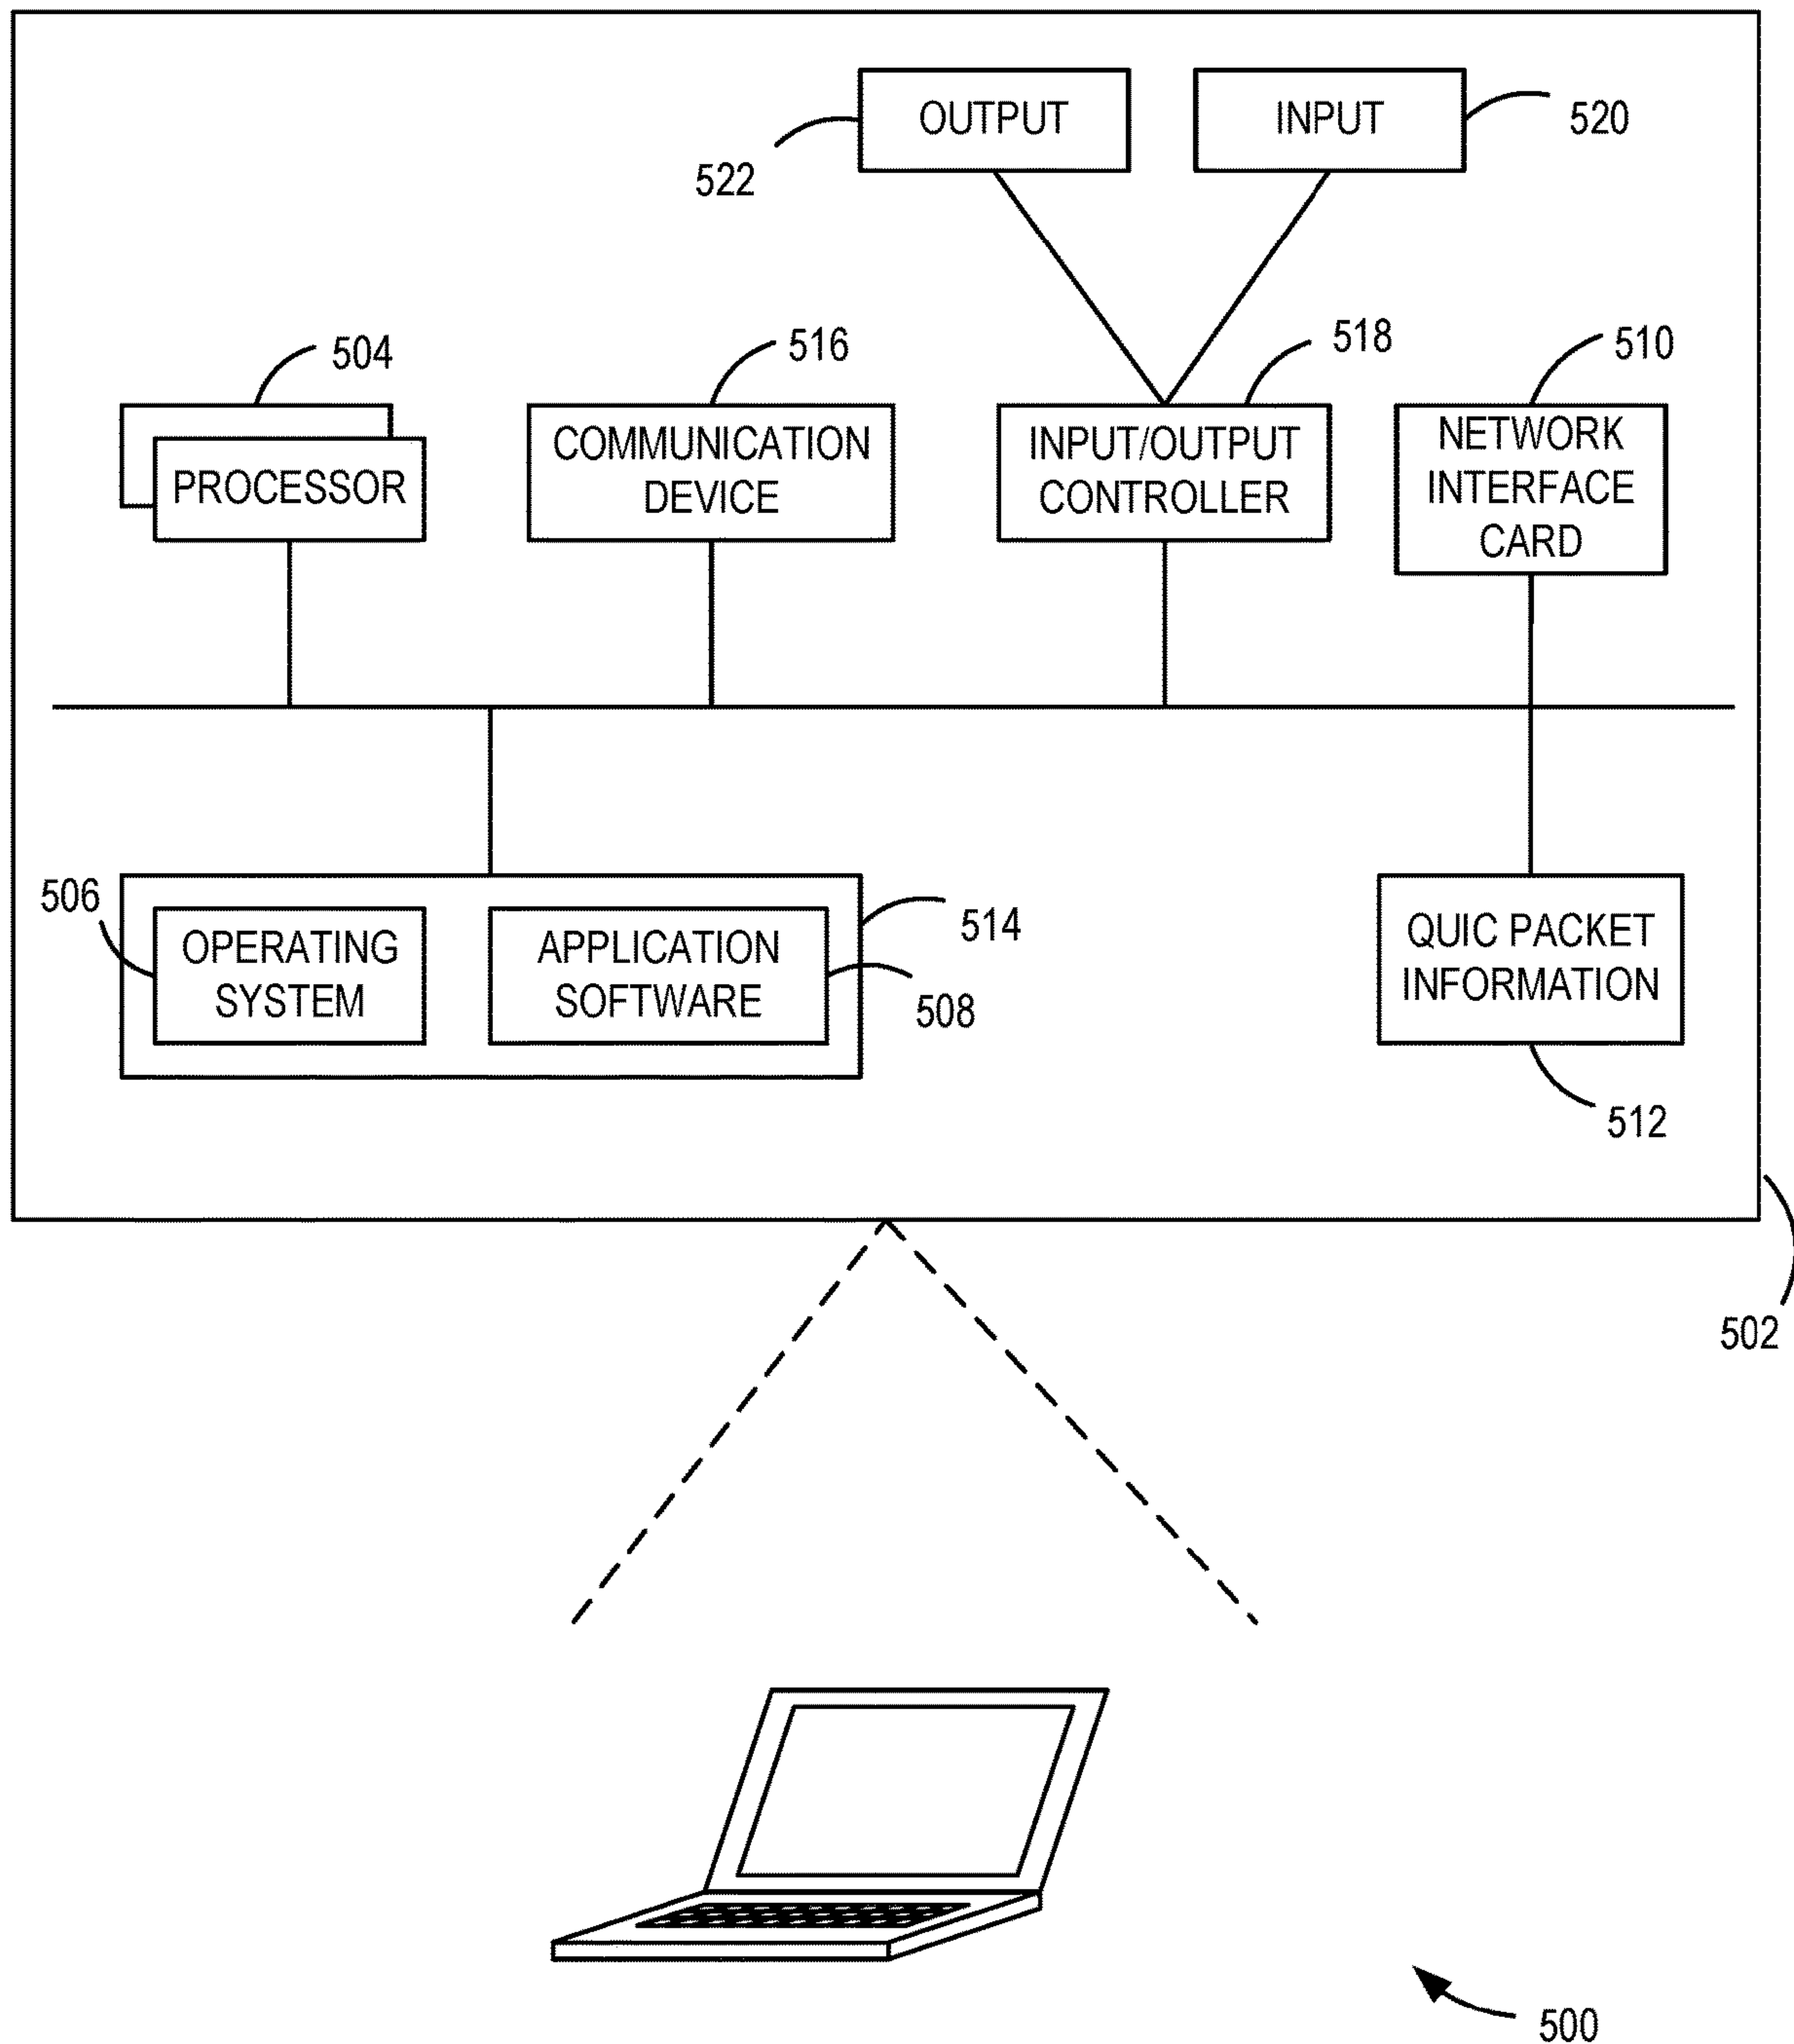 OUTPUT
INPUT
520
522
504
516
518
510
PROCESSOR
COMMUNICATION
DEVICE
INPUT/OUTPUT
CONTROLLER
NETWORK
INTERFACE
CARD
506
OPERATING
SYSTEM
APPLICATION
SOFTWARE
514
508
QUIC PACKET
INFORMATION
512
502
500